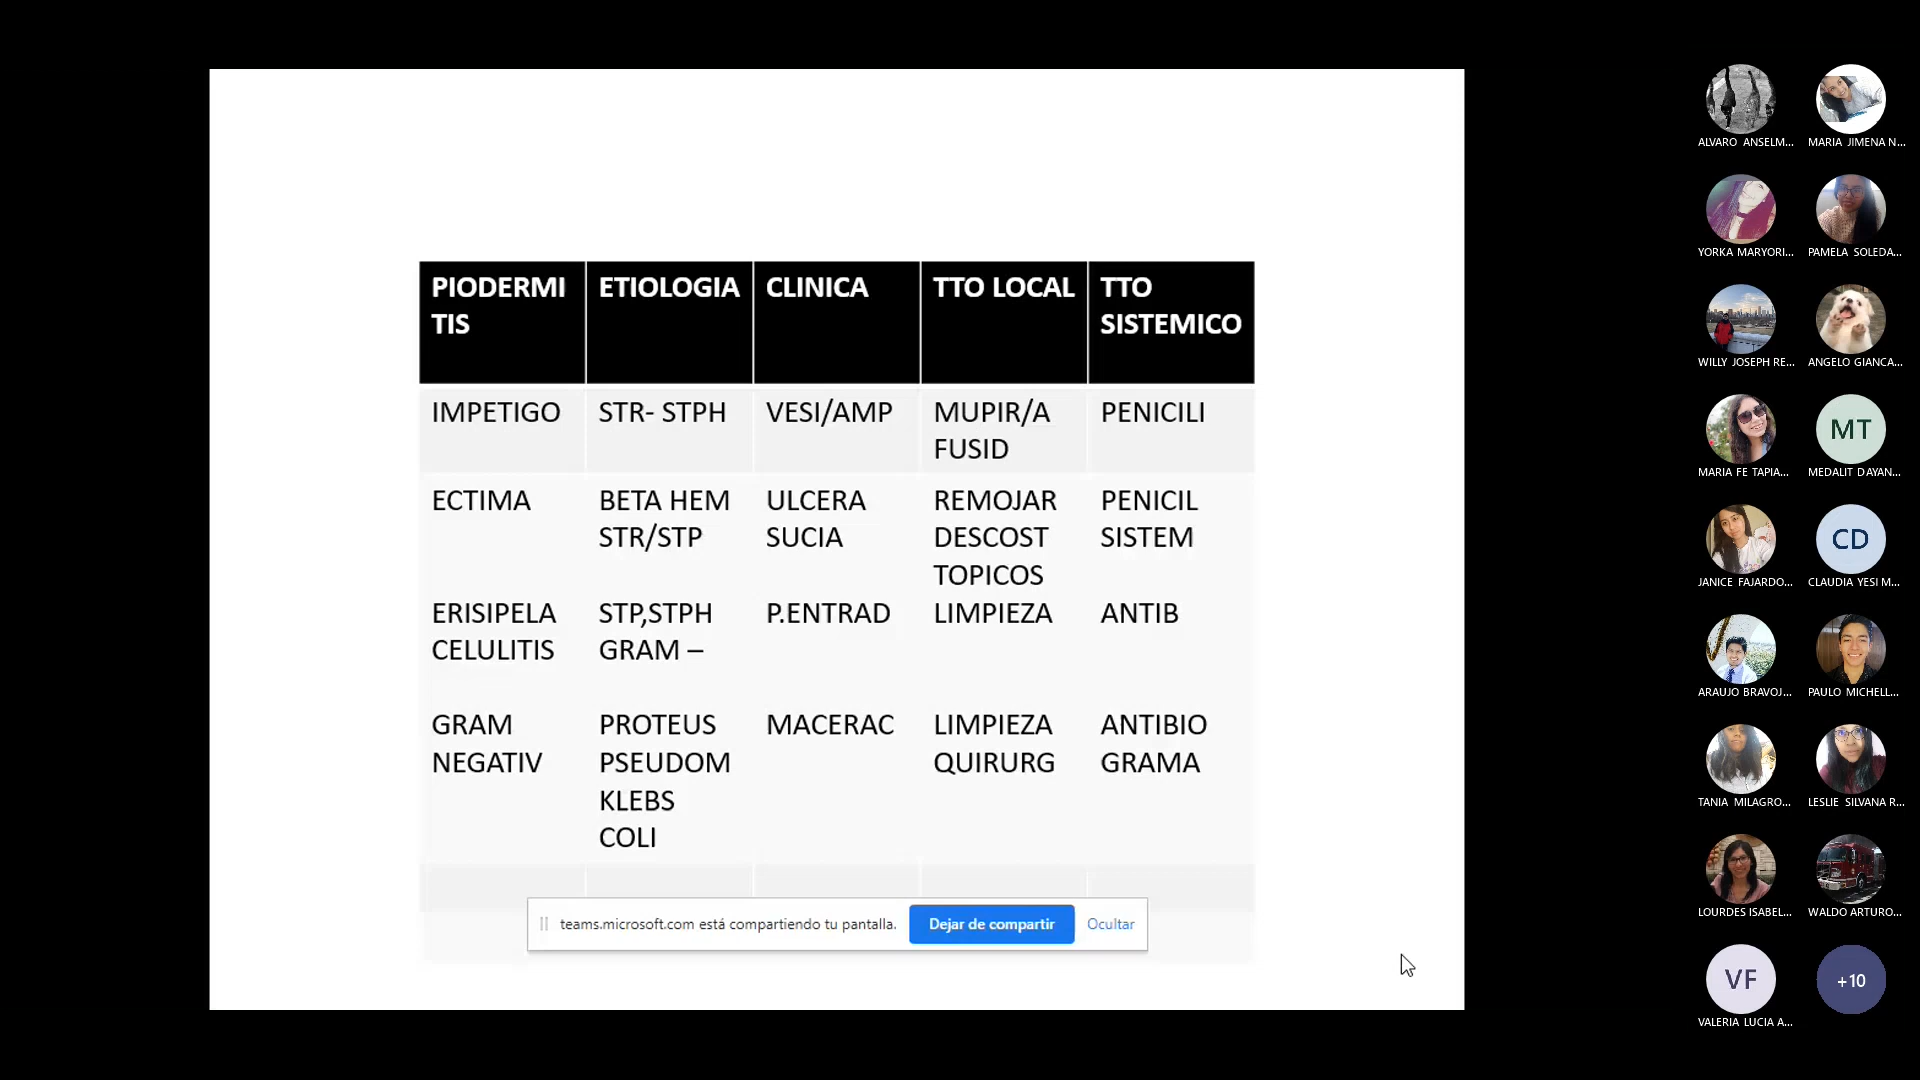 PIODERMI
TIS
ETIOLOGIA
CLINICA
TTO LOCAL
TTO
SISTEMICO
IMPETIGO
STR- STPH
VESI/AMP
MUPIR/A
FUSID
PENICILI
ECTIMA
BETA HEM
STR/STP
ULCERA
SUCIA
REMOJAR
DESCOST
TOPICOS
PENICIL
SISTEM
ERISIPELA
CELULITIS
STP,STPH
GRAM –
P.ENTRAD
LIMPIEZA
ANTIB
GRAM
NEGATIV
PROTEUS
PSEUDOM
KLEBS
COLI
MACERAC
LIMPIEZA
QUIRURG
ANTIBIO
GRAMA
teams.microsoft.com está compartiendo tu pantalla.
Dejar de compartir
Ocultar
ALVARO ANSELM...
MARIA JIMENA N...
YORKA MARYORI...
PAMELA SOLEDA...
WILLY JOSEPH RE...
ANGELO GIANCA...
MARIA FE TAPIA...
MT
MEDALIT DAYAN...
JANICE FAJARDO...
CD
CLAUDIA YESI M...
ARAUJO BRAVOJ...
PAULO MICHELL...
TANIA MILAGRO...
LESLIE SILVANA R...
LOURDES ISABEL...
WALDO ARTURO...
VF
VALERIA LUCIA A...
+10